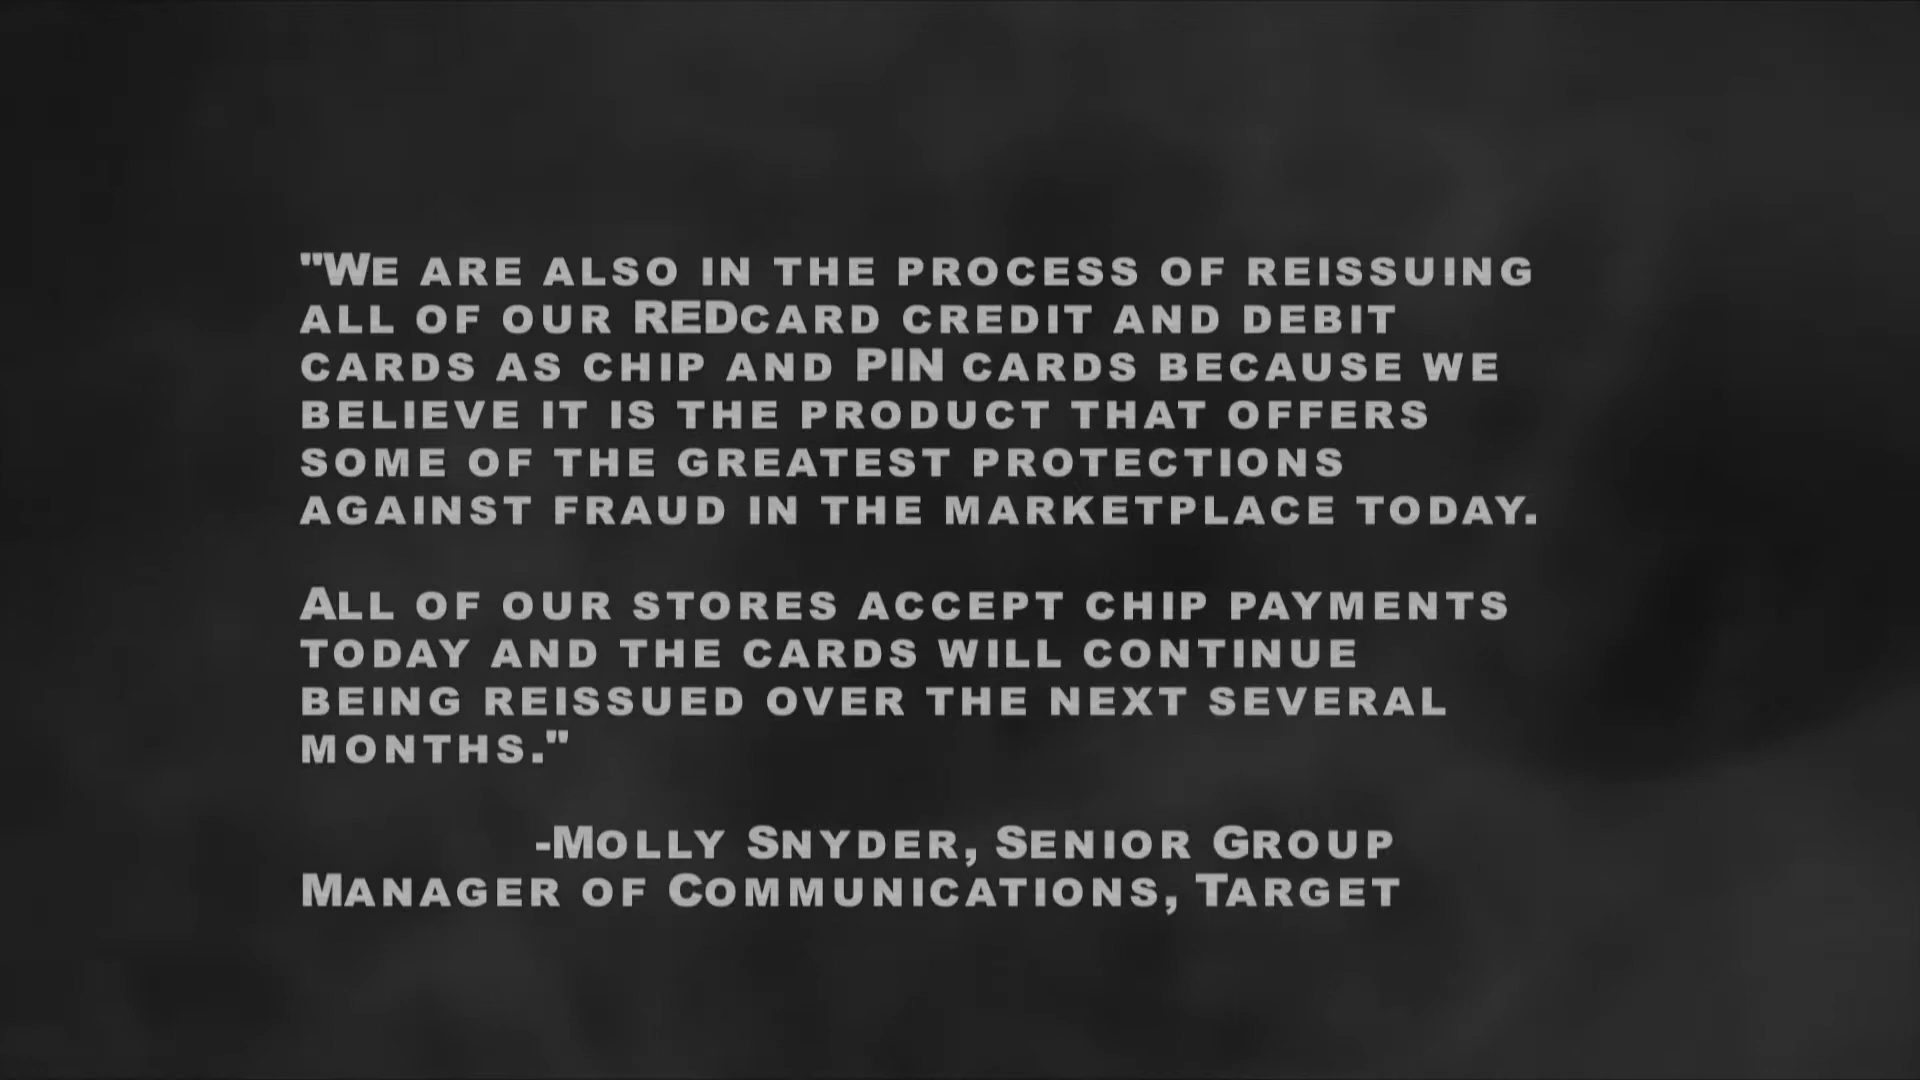 "We are also in the process of reissuing
all of our REDcard credit and debit
cards as chip and PIN cards because we
believe it is the product that offers
some of the greatest protections
against fraud in the marketplace today.
All of our stores accept chip payments
today and the cards will continue
being reissued over the next several
months."
-Molly Snyder, Senior Group
Manager of Communications, Target